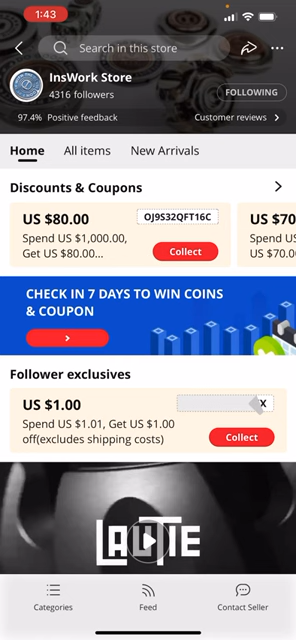 1:43
Search in this store
InsWork Store
4316 followers
FOLLOWING
97.4% Positive feedback
Customer reviews
Home
All items
New Arrivals
Discounts & Coupons
US $80.00
OJ9S32QFT16C
Spend US $1,000.00,
Get US $80.00...
Collect
US $70
Spend U
US $70.0
CHECK IN 7 DAYS TO WIN COINS
& COUPON
Follower exclusives
US $1.00
X
Spend US $1.01, Get US $1.00
off(excludes shipping costs)
Collect
LAUTIE
Categories
Feed
Contact Seller